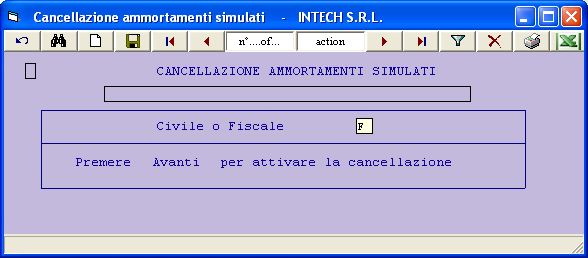 Cancellazione ammortamenti simulati - INTECH S.R.L.
n°....of... action
CANCELLAZIONE AMMORTAMENTI SIMULATI
Civile o Fiscale F
Premere Avanti per attivare la cancellazione